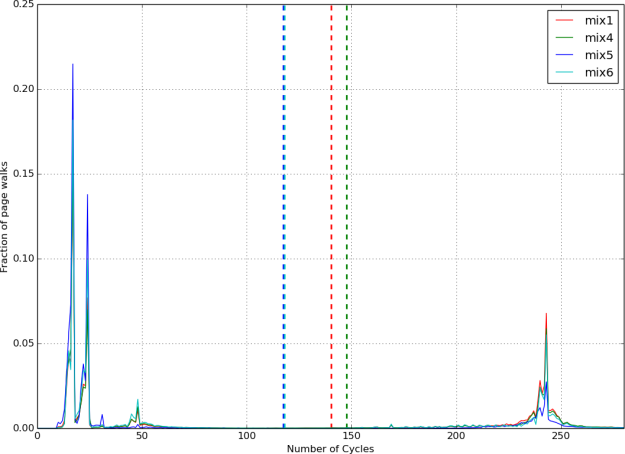 0.25
0.20
0.15
0.10
0.05
0.00
Fraction of page walks
0 50 100 150 200 250
Number of Cycles
mix1
mix4
mix5
mix6